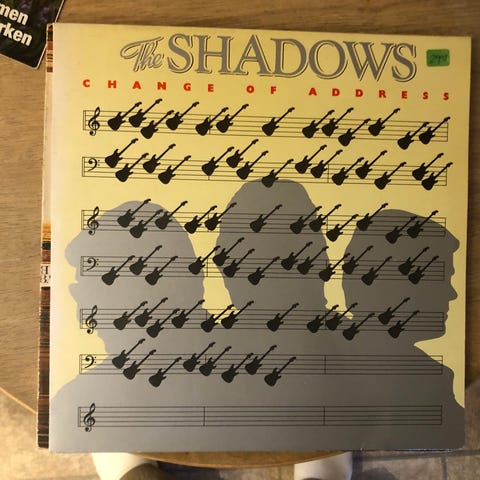 men
rken
The SHADOWS
CHANGE OF ADDRESS